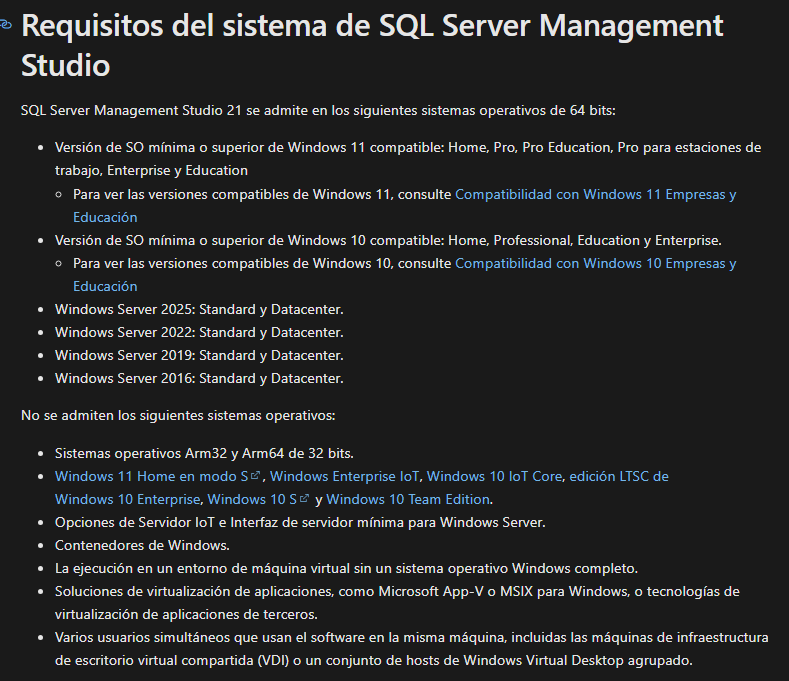 Requisitos del sistema de SQL Server Management
Studio
SQL Server Management Studio 21 se admite en los siguientes sistemas operativos de 64 bits:
Versión de SO mínima o superior de Windows 11 compatible: Home, Pro, Pro Education, Pro para estaciones de
trabajo, Enterprise y Education
Para ver las versiones compatibles de Windows 11, consulte Compatibilidad con Windows 11 Empresas y
Educación
Versión de SO mínima o superior de Windows 10 compatible: Home, Professional, Education y Enterprise.
Para ver las versiones compatibles de Windows 10, consulte Compatibilidad con Windows 10 Empresas y
Educación
Windows Server 2025: Standard y Datacenter.
Windows Server 2022: Standard y Datacenter.
Windows Server 2019: Standard y Datacenter.
Windows Server 2016: Standard y Datacenter.
No se admiten los siguientes sistemas operativos:
Sistemas operativos Arm32 y Arm64 de 32 bits.
Windows 11 Home en modo S, Windows Enterprise IoT, Windows 10 IoT Core, edición LTSC de
Windows 10 Enterprise, Windows 10 S y Windows 10 Team Edition.
Opciones de Servidor IoT e Interfaz de servidor mínima para Windows Server.
Contenedores de Windows.
La ejecución en un entorno de máquina virtual sin un sistema operativo Windows completo.
Soluciones de virtualización de aplicaciones, como Microsoft App-V o MSIX para Windows, o tecnologías de
virtualización de aplicaciones de terceros.
Varios usuarios simultáneos que usan el software en la misma máquina, incluidas las máquinas de infraestructura
de escritorio virtual compartida (VDI) o un conjunto de hosts de Windows Virtual Desktop agrupado.